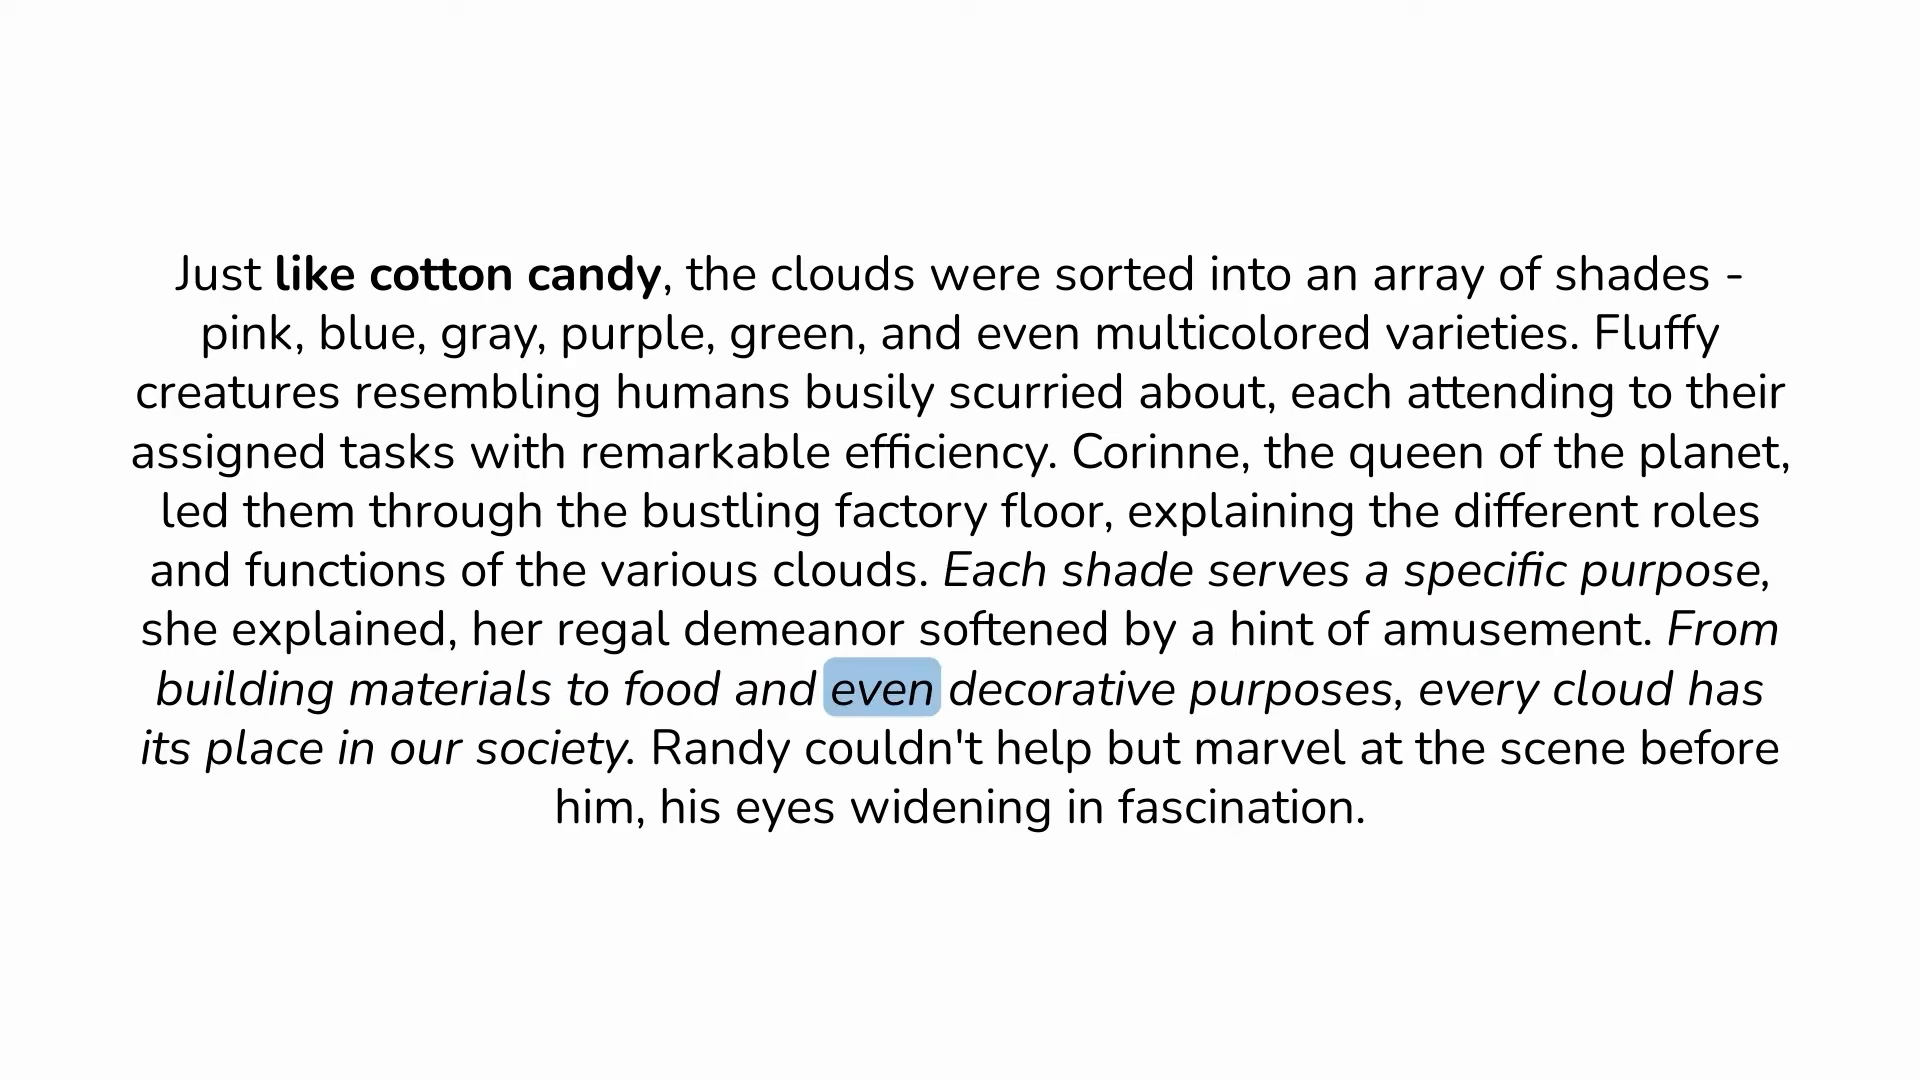 Just like cotton candy, the clouds were sorted into an array of shades -
pink, blue, gray, purple, green, and even multicolored varieties. Fluffy
creatures resembling humans busily scurried about, each attending to their
assigned tasks with remarkable efficiency. Corinne, the queen of the planet,
led them through the bustling factory floor, explaining the different roles
and functions of the various clouds. Each shade serves a specific purpose,
she explained, her regal demeanor softened by a hint of amusement. From
building materials to food and even decorative purposes, every cloud has
its place in our society. Randy couldn't help but marvel at the scene before
him, his eyes widening in fascination.